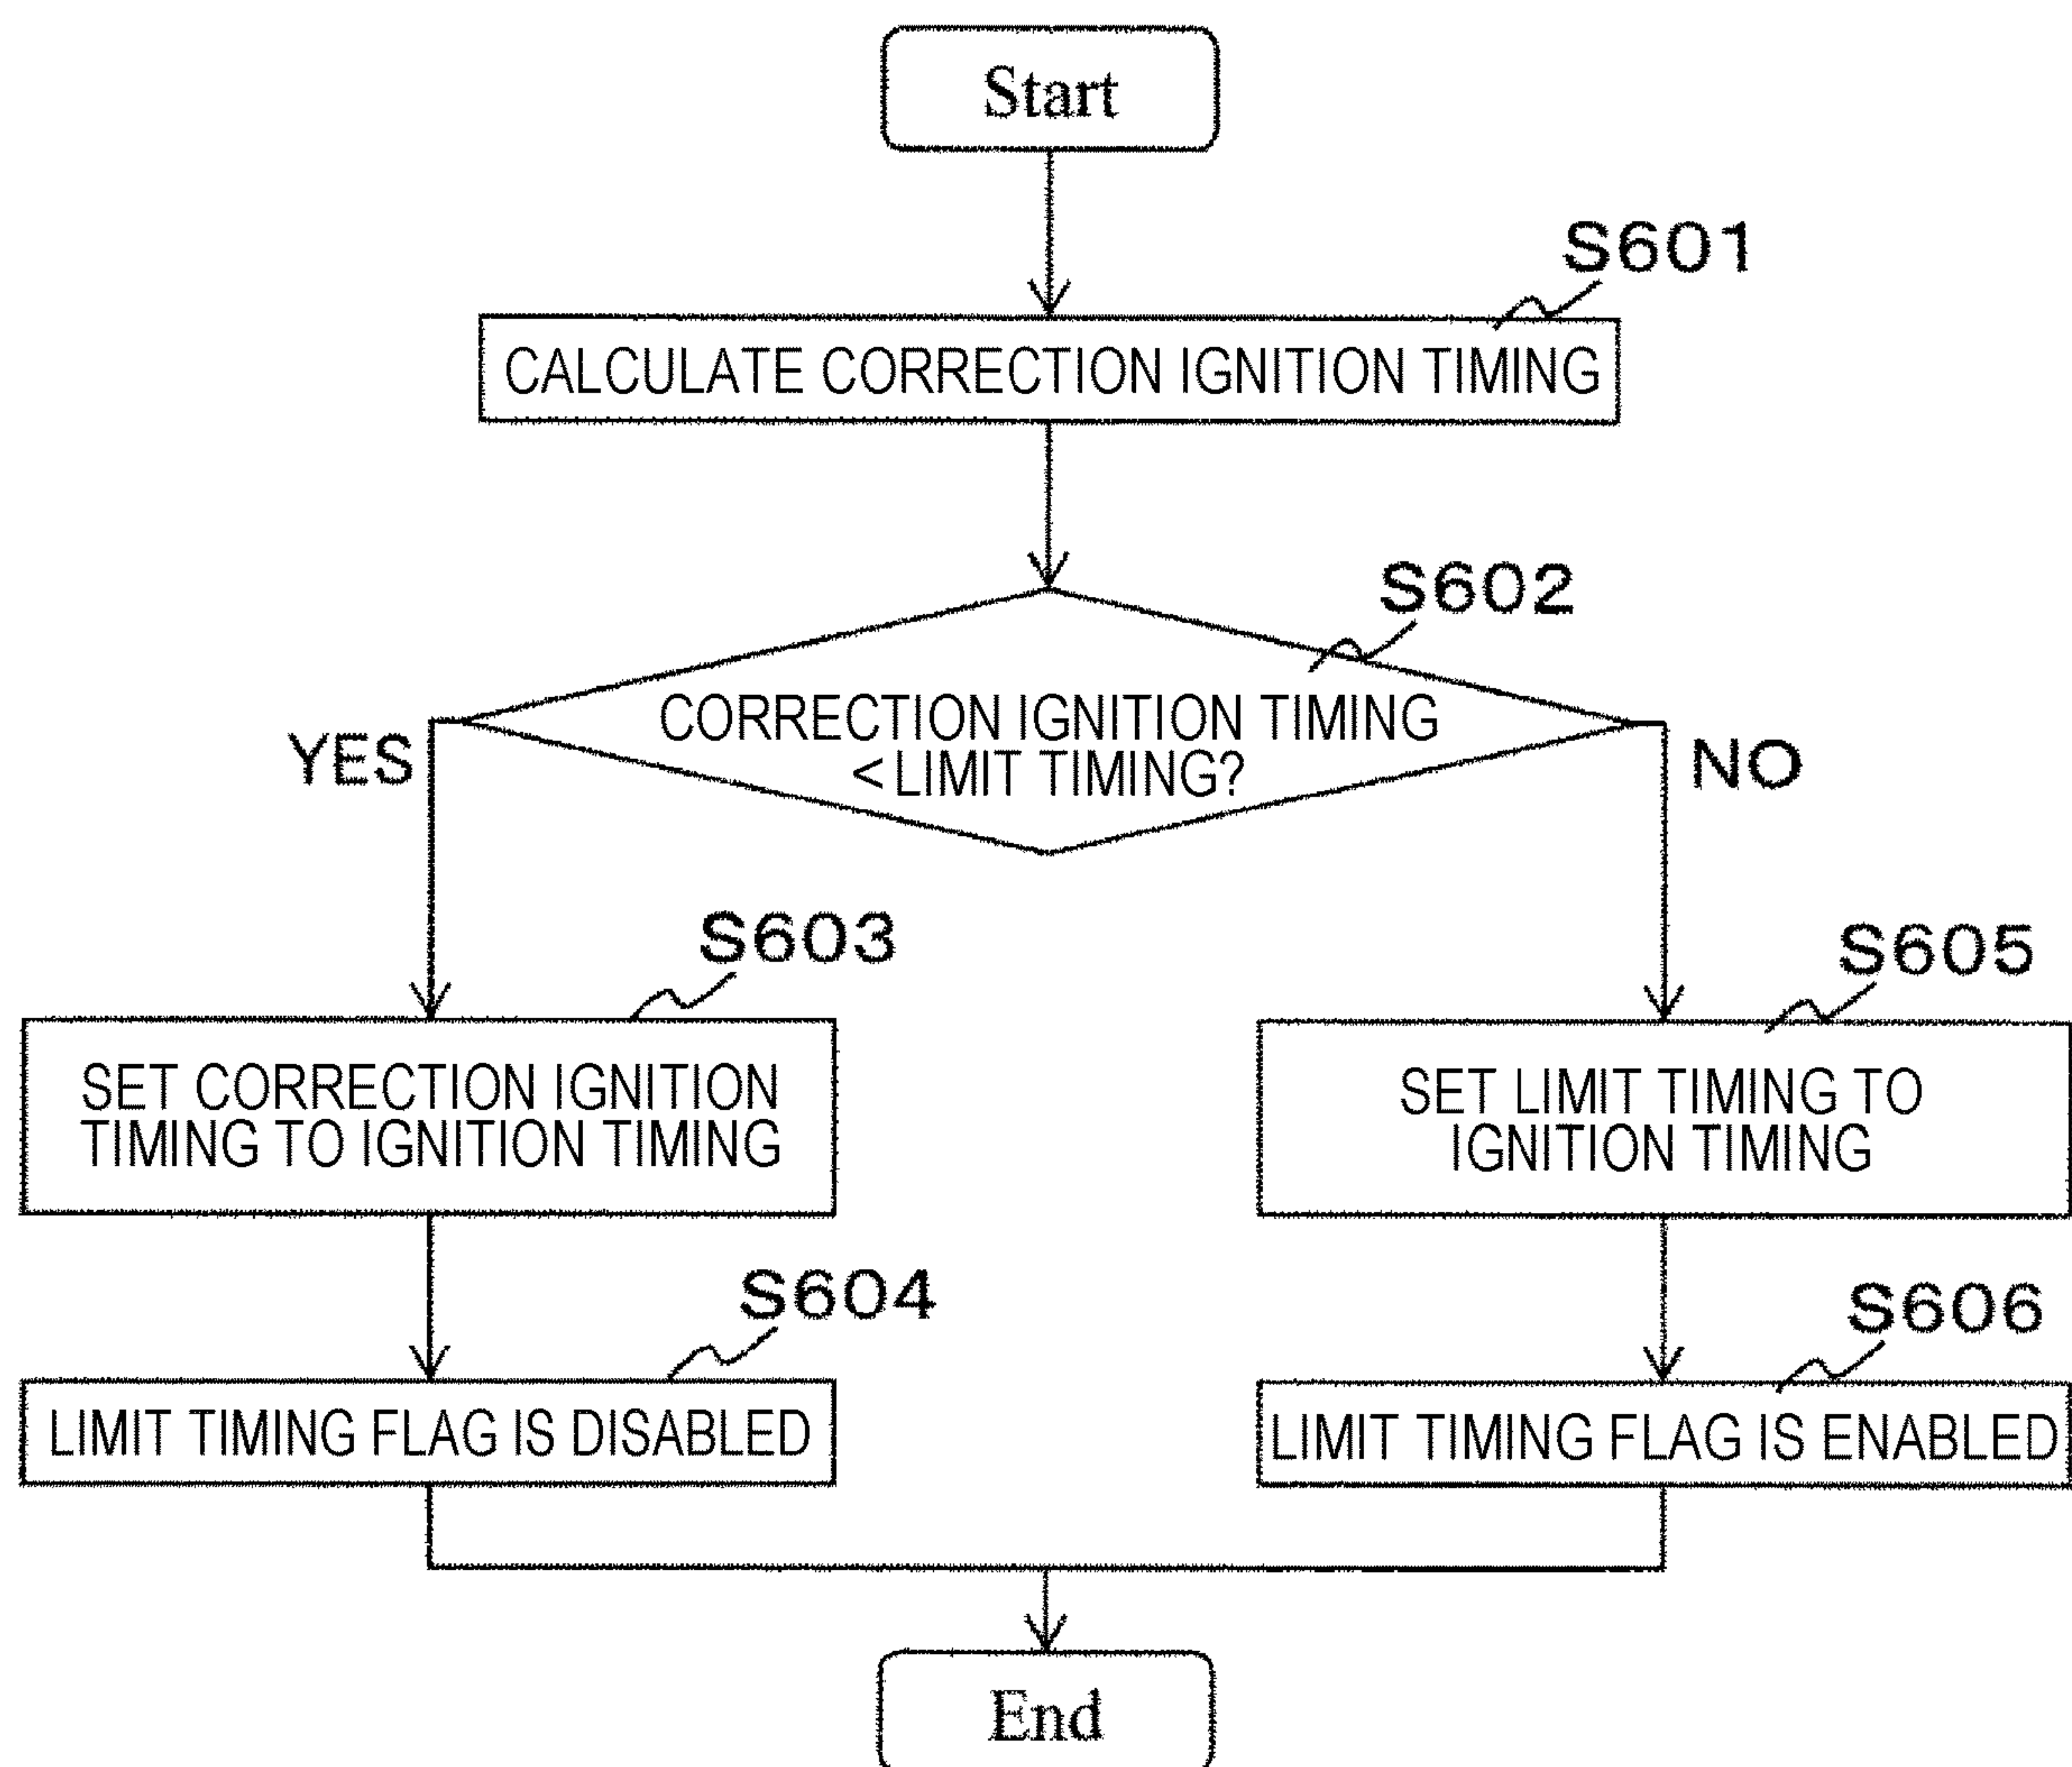 Start
S601
CALCULATE CORRECTION IGNITION TIMING
S602
CORRECTION IGNITION TIMING
< LIMIT TIMING?
YES
NO
S603
SET CORRECTION IGNITION
TIMING TO IGNITION TIMING
S605
SET LIMIT TIMING TO
IGNITION TIMING
S604
LIMIT TIMING FLAG IS DISABLED
S606
LIMIT TIMING FLAG IS ENABLED
End